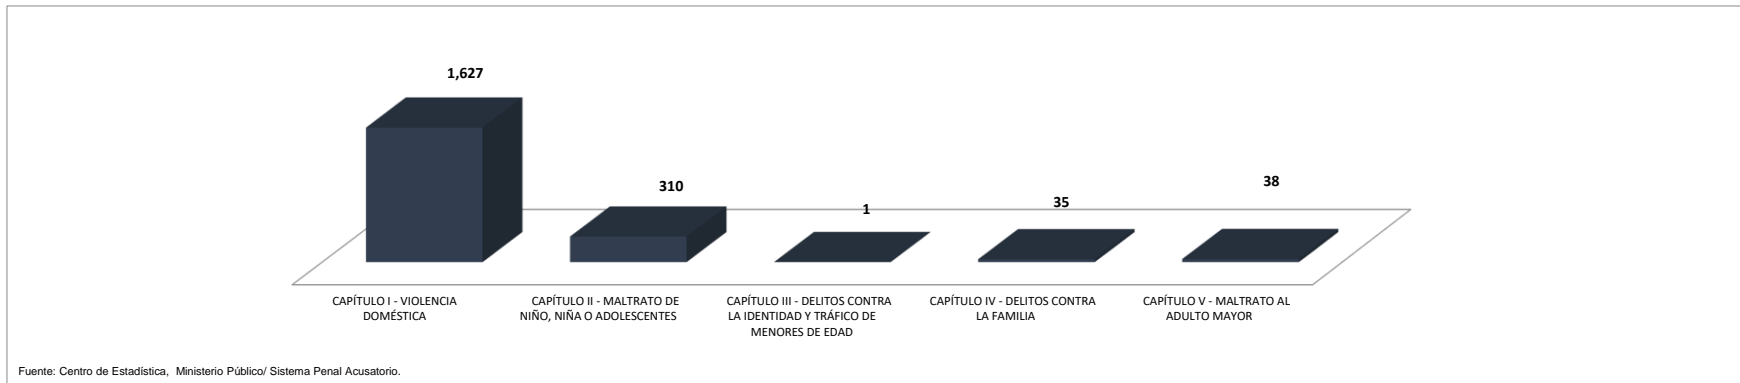 1,627
310
1
35
38
CAPÍTULO I - VIOLENCIA
DOMÉSTICA
CAPÍTULO II - MALTRATO DE
NIÑO, NIÑA O ADOLESCENTES
CAPÍTULO III - DELITOS CONTRA
LA IDENTIDAD Y TRÁFICO DE
MENORES DE EDAD
CAPÍTULO IV - DELITOS CONTRA
LA FAMILIA
CAPÍTULO V - MALTRATO AL
ADULTO MAYOR
Fuente: Centro de Estadística,  Ministerio Público/ Sistema Penal Acusatorio.